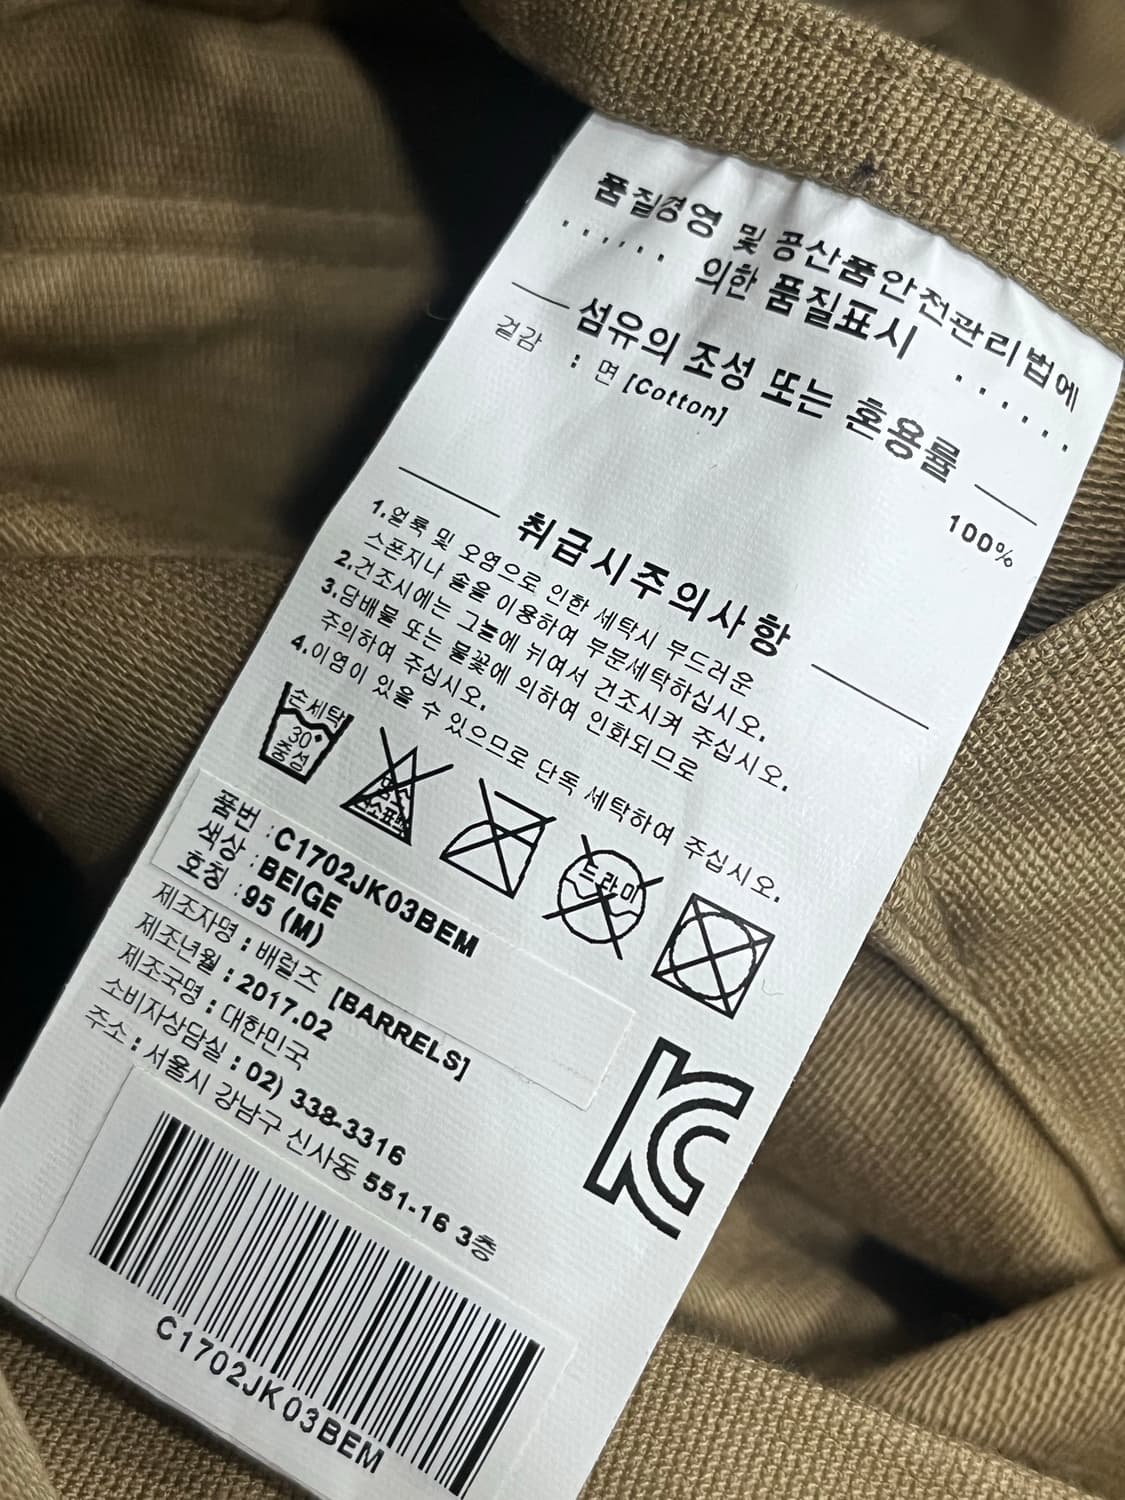 품질경영 및 공산품안전관리법에
...... 의한 품질표시 ......
섬유의 조성 또는 혼용률
겉감 : 면 [Cotton] 100%
취급시주의사항
1.얼룩 및 오염으로 인한 세탁시 부드러운
스폰지나 솔을 이용하여 부분세탁하십시오.
2.건조시에는 그늘에 뉘여서 건조시켜 주십시오.
3.담배불 또는 불꽃에 의하여 인화되므로
주의하여 주십시오.
4.이염이 있을 수 있으므로 단독 세탁하여 주십시오.
손세탁
30°
중성
염소표백
드라이
품번 : C1702JK03BEM
색상 : BEIGE
호칭 : 95 (M)
제조자명 : 배럴즈 [BARRELS]
제조년월 : 2017.02
제조국명 : 대한민국
소비자상담실 : 02) 338-3316
주소 : 서울시 강남구 신사동 551-16 3층
KC
C1702JK03BEM